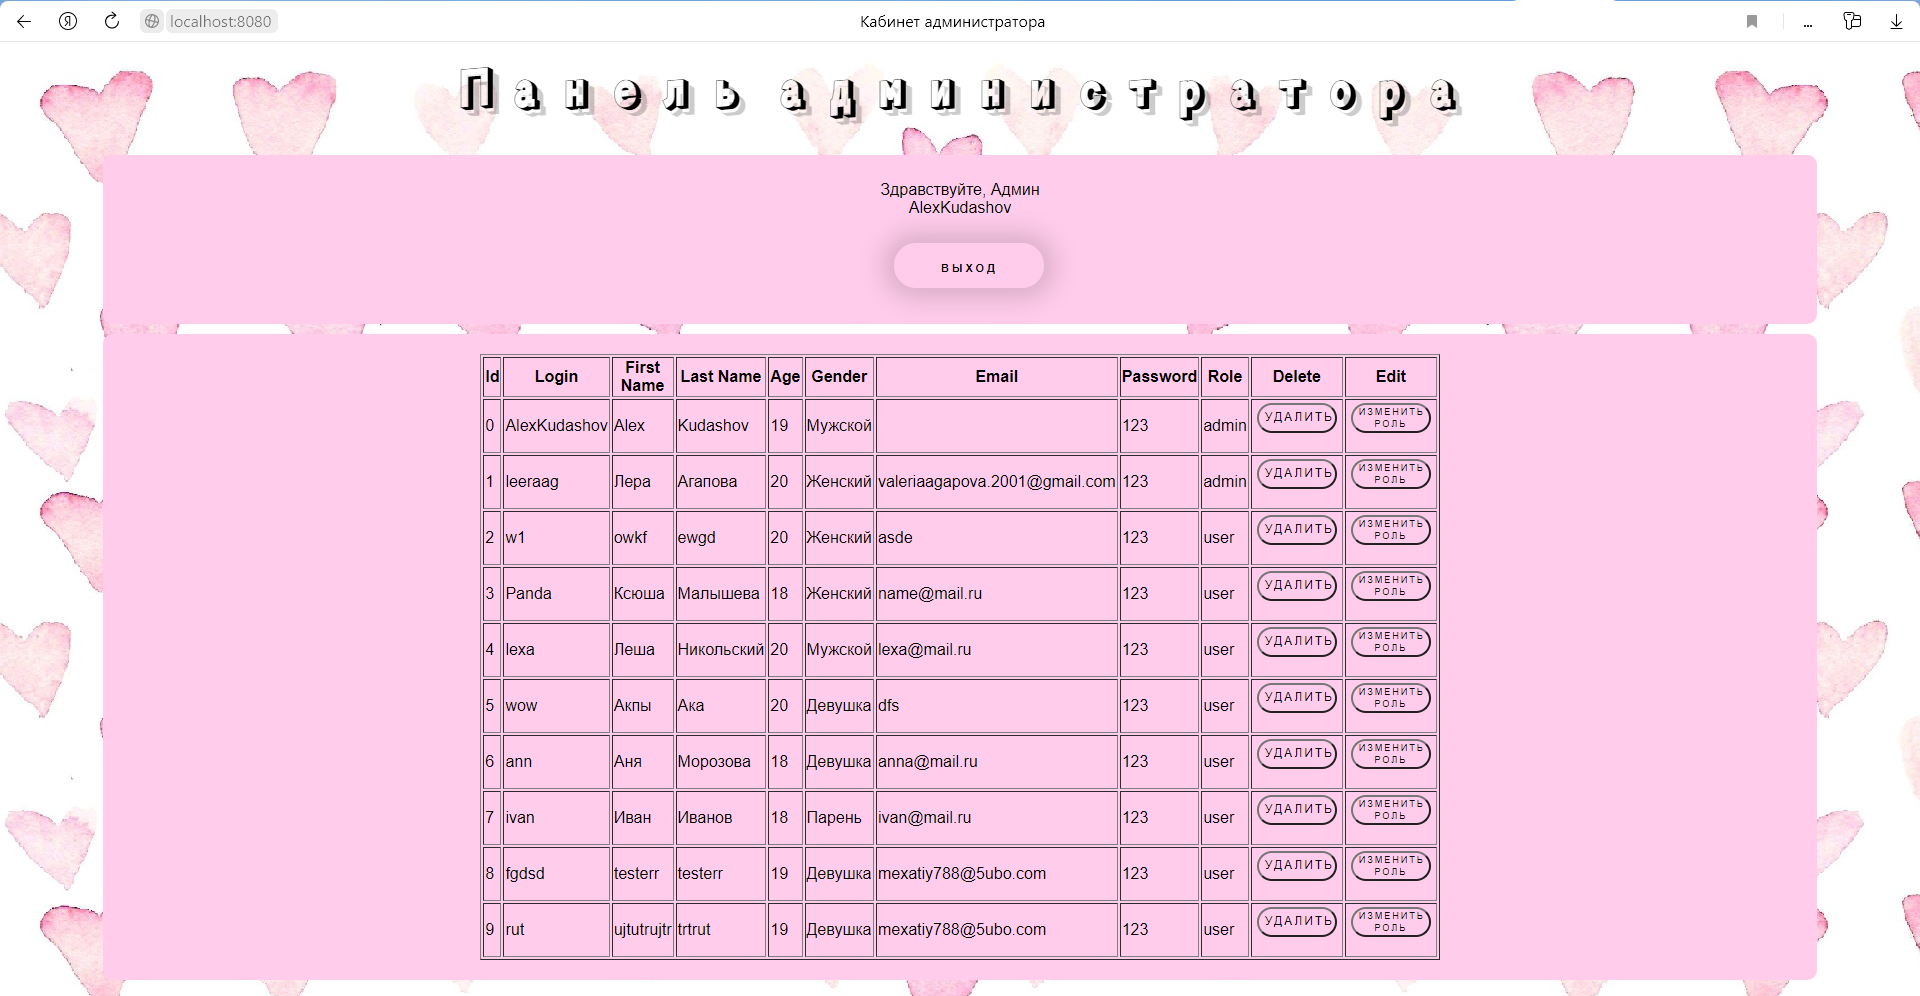 localhost:8080
Кабинет администратора
Панель администратора
Здравствуйте, Админ
AlexKudashov
ВЫХОД
Id Login First Name Last Name Age Gender Email Password Role Delete Edit
0 AlexKudashov Alex Kudashov 19 Мужской 123 admin УДАЛИТЬ ИЗМЕНИТЬ РОЛЬ
1 leeraag Лера Агапова 20 Женский valeriaagapova.2001@gmail.com 123 admin УДАЛИТЬ ИЗМЕНИТЬ РОЛЬ
2 w1 owkf ewgd 20 Женский asde 123 user УДАЛИТЬ ИЗМЕНИТЬ РОЛЬ
3 Panda Ксюша Малышева 18 Женский name@mail.ru 123 user УДАЛИТЬ ИЗМЕНИТЬ РОЛЬ
4 lexa Леша Никольский 20 Мужской lexa@mail.ru 123 user УДАЛИТЬ ИЗМЕНИТЬ РОЛЬ
5 wow Акпы Ака 20 Девушка dfs 123 user УДАЛИТЬ ИЗМЕНИТЬ РОЛЬ
6 ann Аня Морозова 18 Девушка anna@mail.ru 123 user УДАЛИТЬ ИЗМЕНИТЬ РОЛЬ
7 ivan Иван Иванов 18 Парень ivan@mail.ru 123 user УДАЛИТЬ ИЗМЕНИТЬ РОЛЬ
8 fgdsd testerr testerr 19 Девушка mexatiy788@5ubo.com 123 user УДАЛИТЬ ИЗМЕНИТЬ РОЛЬ
9 rut ujtutrujtr trtrut 19 Девушка mexatiy788@5ubo.com 123 user УДАЛИТЬ ИЗМЕНИТЬ РОЛЬ